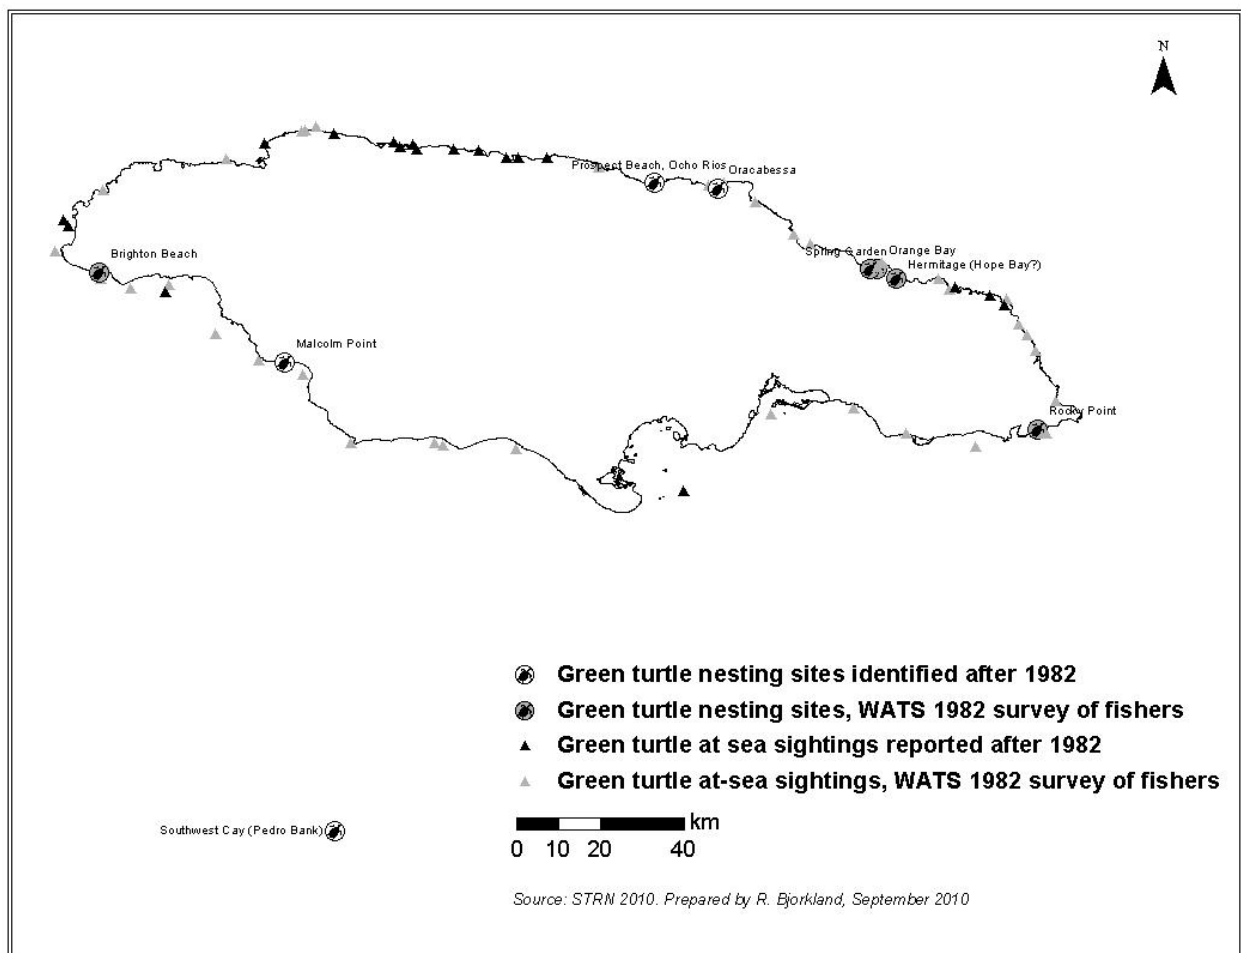 N
Prospect Beach, Ocho Rios
Oracabessa
Spring Garden
Orange Bay
Hermitage (Hope Bay?)
Brighton Beach
Malcolm Point
Rocky Point
Green turtle nesting sites identified after 1982
Green turtle nesting sites, WATS 1982 survey of fishers
Green turtle at sea sightings reported after 1982
Green turtle at-sea sightings, WATS 1982 survey of fishers
Southwest Cay (Pedro Bank)
km
0 10 20 40
Source: STRN 2010. Prepared by R. Bjorkland, September 2010